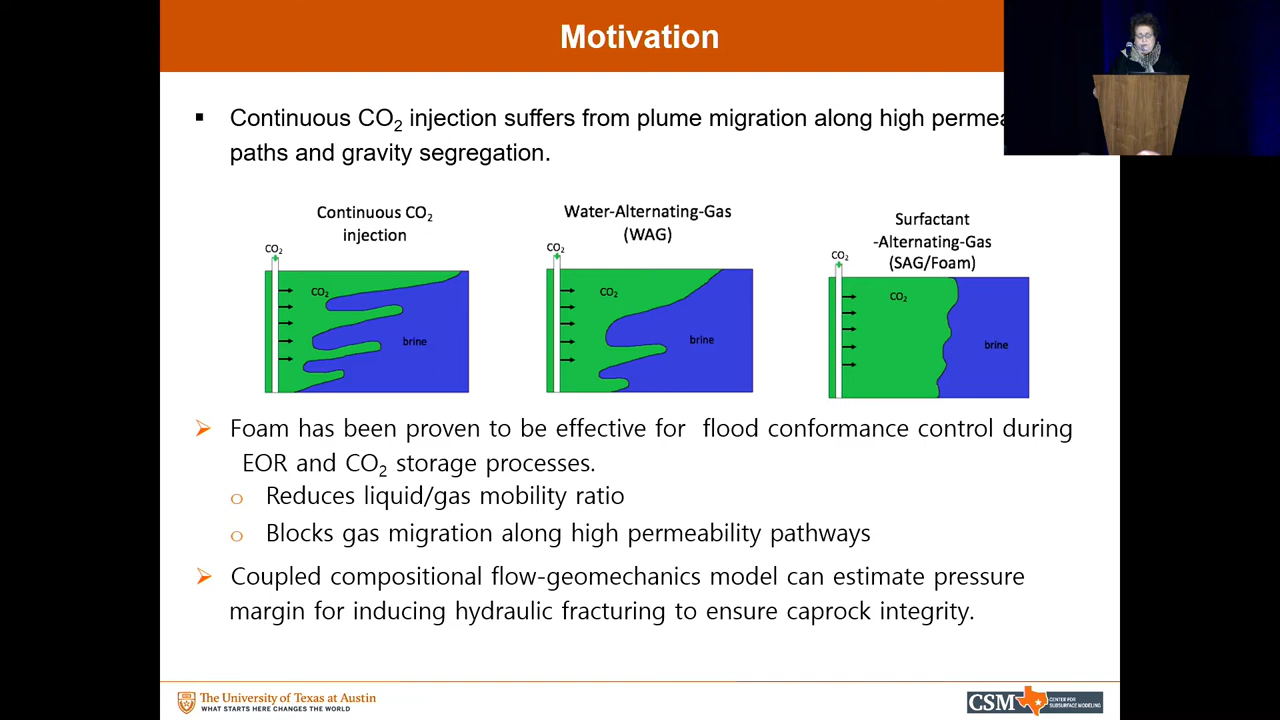 Motivation
▪ Continuous CO₂ injection suffers from plume migration along high
paths and gravity segregation.
Continuous CO₂
injection
CO₂
CO₂
brine
Water-Alternating-Gas
(WAG)
CO₂
CO₂
brine
Surfactant
-Alternating-Gas
(SAG/Foam)
CO₂
CO₂
brine
➢ Foam has been proven to be effective for flood conformance control during
EOR and CO₂ storage processes.
o Reduces liquid/gas mobility ratio
o Blocks gas migration along high permeability pathways
➢ Coupled compositional flow-geomechanics model can estimate pressure
margin for inducing hydraulic fracturing to ensure caprock integrity.
The University of Texas at Austin
WHAT STARTS HERE CHANGES THE WORLD
CSM
CENTER FOR
SUBSURFACE MODELING